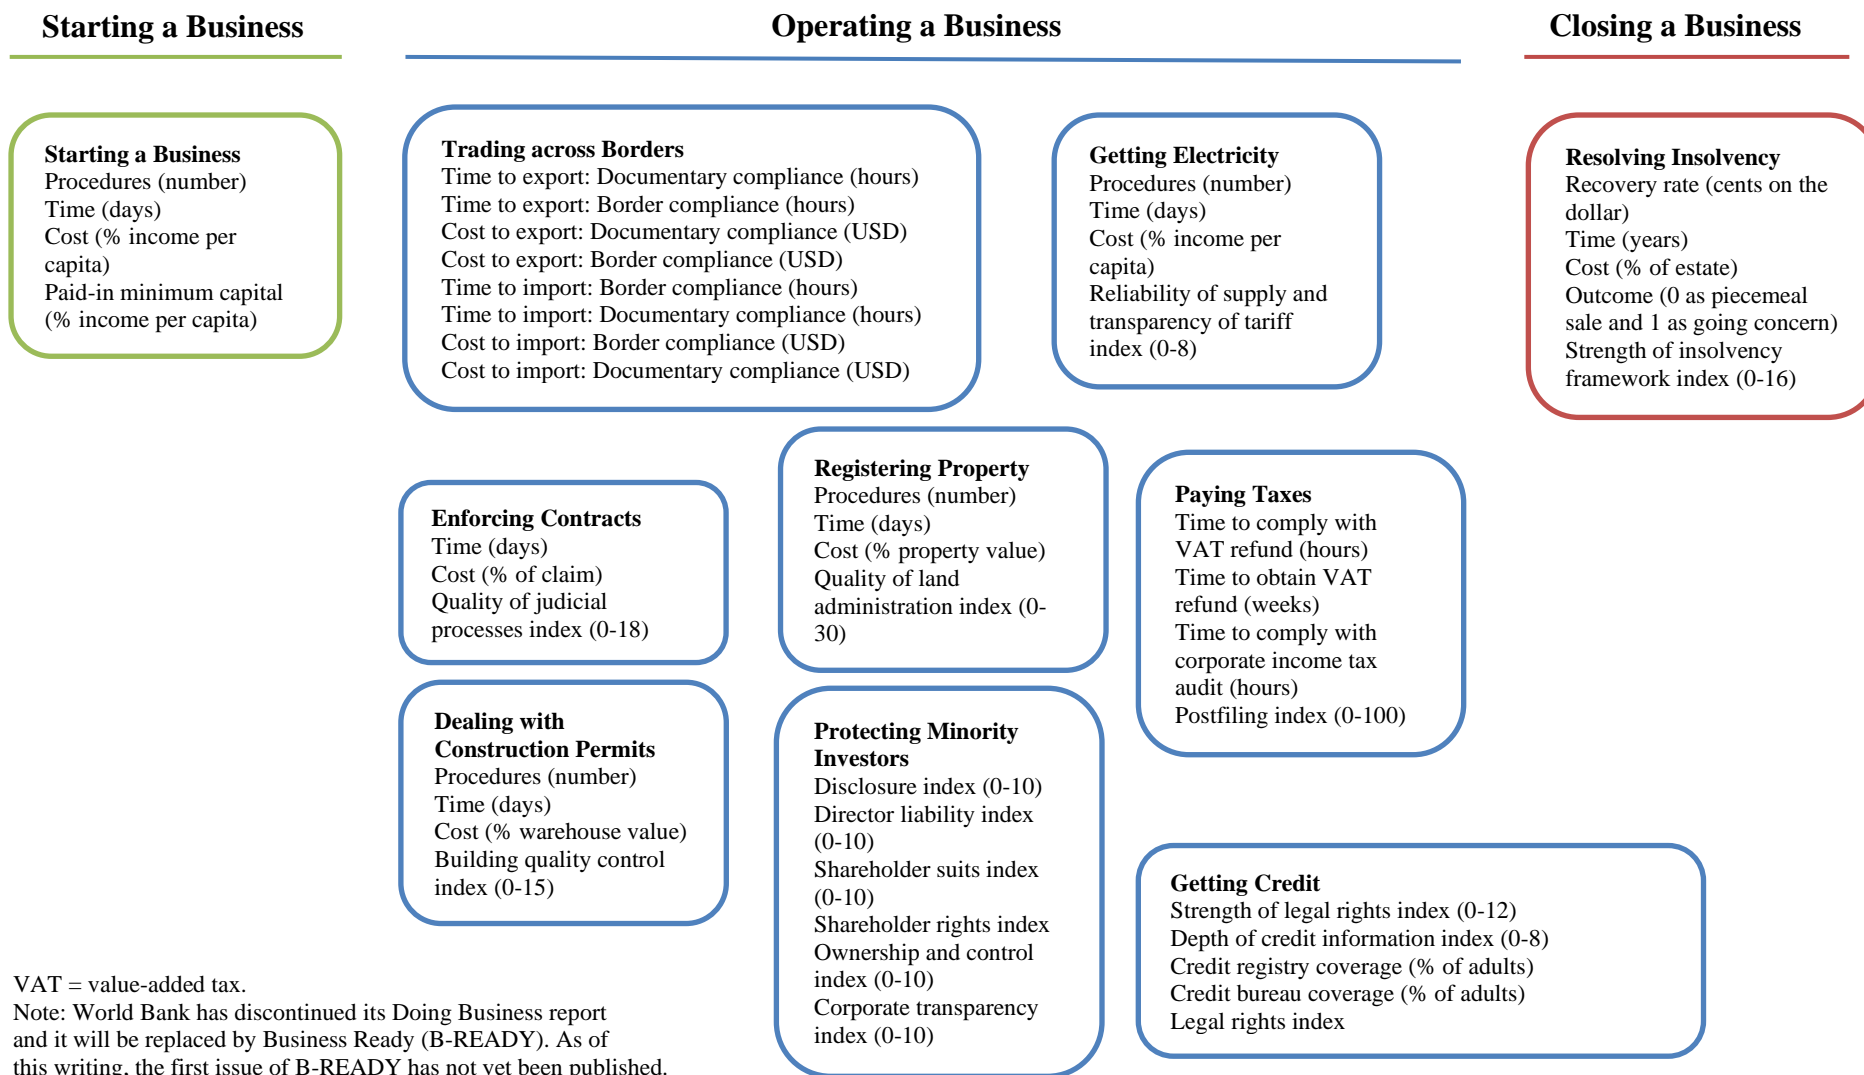 Starting a Business
Operating a Business
Closing a Business
Starting a Business
Procedures (number)
Time (days)
Cost (% income per
capita)
Paid-in minimum capital
(% income per capita)
Trading across Borders
Time to export: Documentary compliance (hours)
Time to export: Border compliance (hours)
Cost to export: Documentary compliance (USD)
Cost to export: Border compliance (USD)
Time to import: Border compliance (hours)
Time to import: Documentary compliance (hours)
Cost to import: Border compliance (USD)
Cost to import: Documentary compliance (USD)
Getting Electricity
Procedures (number)
Time (days)
Cost (% income per
capita)
Reliability of supply and
transparency of tariff
index (0-8)
Resolving Insolvency
Recovery rate (cents on the
dollar)
Time (years)
Cost (% of estate)
Outcome (0 as piecemeal
sale and 1 as going concern)
Strength of insolvency
framework index (0-16)
Enforcing Contracts
Time (days)
Cost (% of claim)
Quality of judicial
processes index (0-18)
Registering Property
Procedures (number)
Time (days)
Cost (% property value)
Quality of land
administration index (0-
30)
Paying Taxes
Time to comply with
VAT refund (hours)
Time to obtain VAT
refund (weeks)
Time to comply with
corporate income tax
audit (hours)
Postfiling index (0-100)
Dealing with
Construction Permits
Procedures (number)
Time (days)
Cost (% warehouse value)
Building quality control
index (0-15)
Protecting Minority
Investors
Disclosure index (0-10)
Director liability index
(0-10)
Shareholder suits index
(0-10)
Shareholder rights index
Ownership and control
index (0-10)
Corporate transparency
index (0-10)
Getting Credit
Strength of legal rights index (0-12)
Depth of credit information index (0-8)
Credit registry coverage (% of adults)
Credit bureau coverage (% of adults)
Legal rights index
VAT = value-added tax.
Note: World Bank has discontinued its Doing Business report
and it will be replaced by Business Ready (B-READY). As of
this writing, the first issue of B-READY has not yet been published.